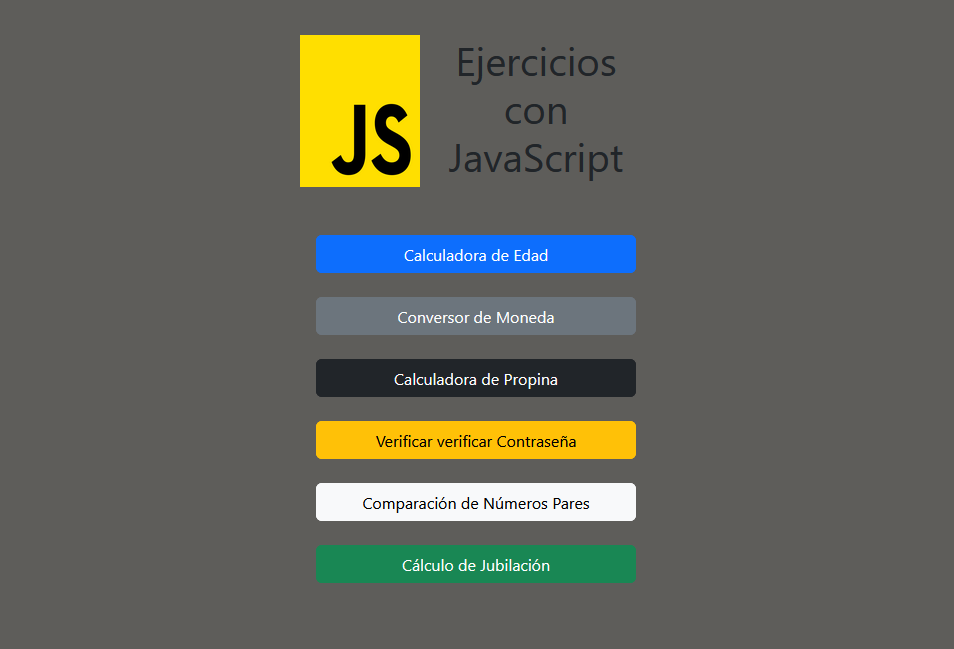 JS
Ejercicios
con
JavaScript
Calculadora de Edad
Conversor de Moneda
Calculadora de Propina
Verificar verificar Contraseña
Comparación de Números Pares
Cálculo de Jubilación